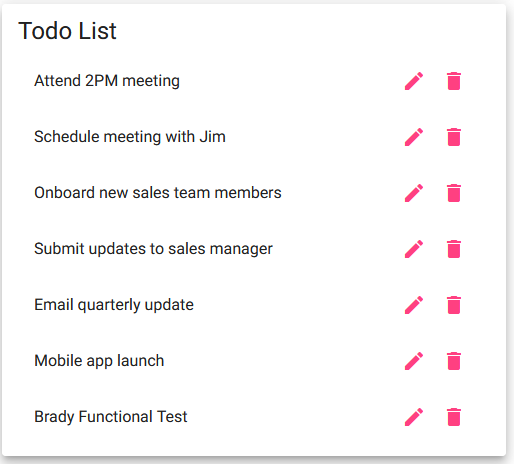 Todo List
Attend 2PM meeting
Schedule meeting with Jim
Onboard new sales team members
Submit updates to sales manager
Email quarterly update
Mobile app launch
Brady Functional Test